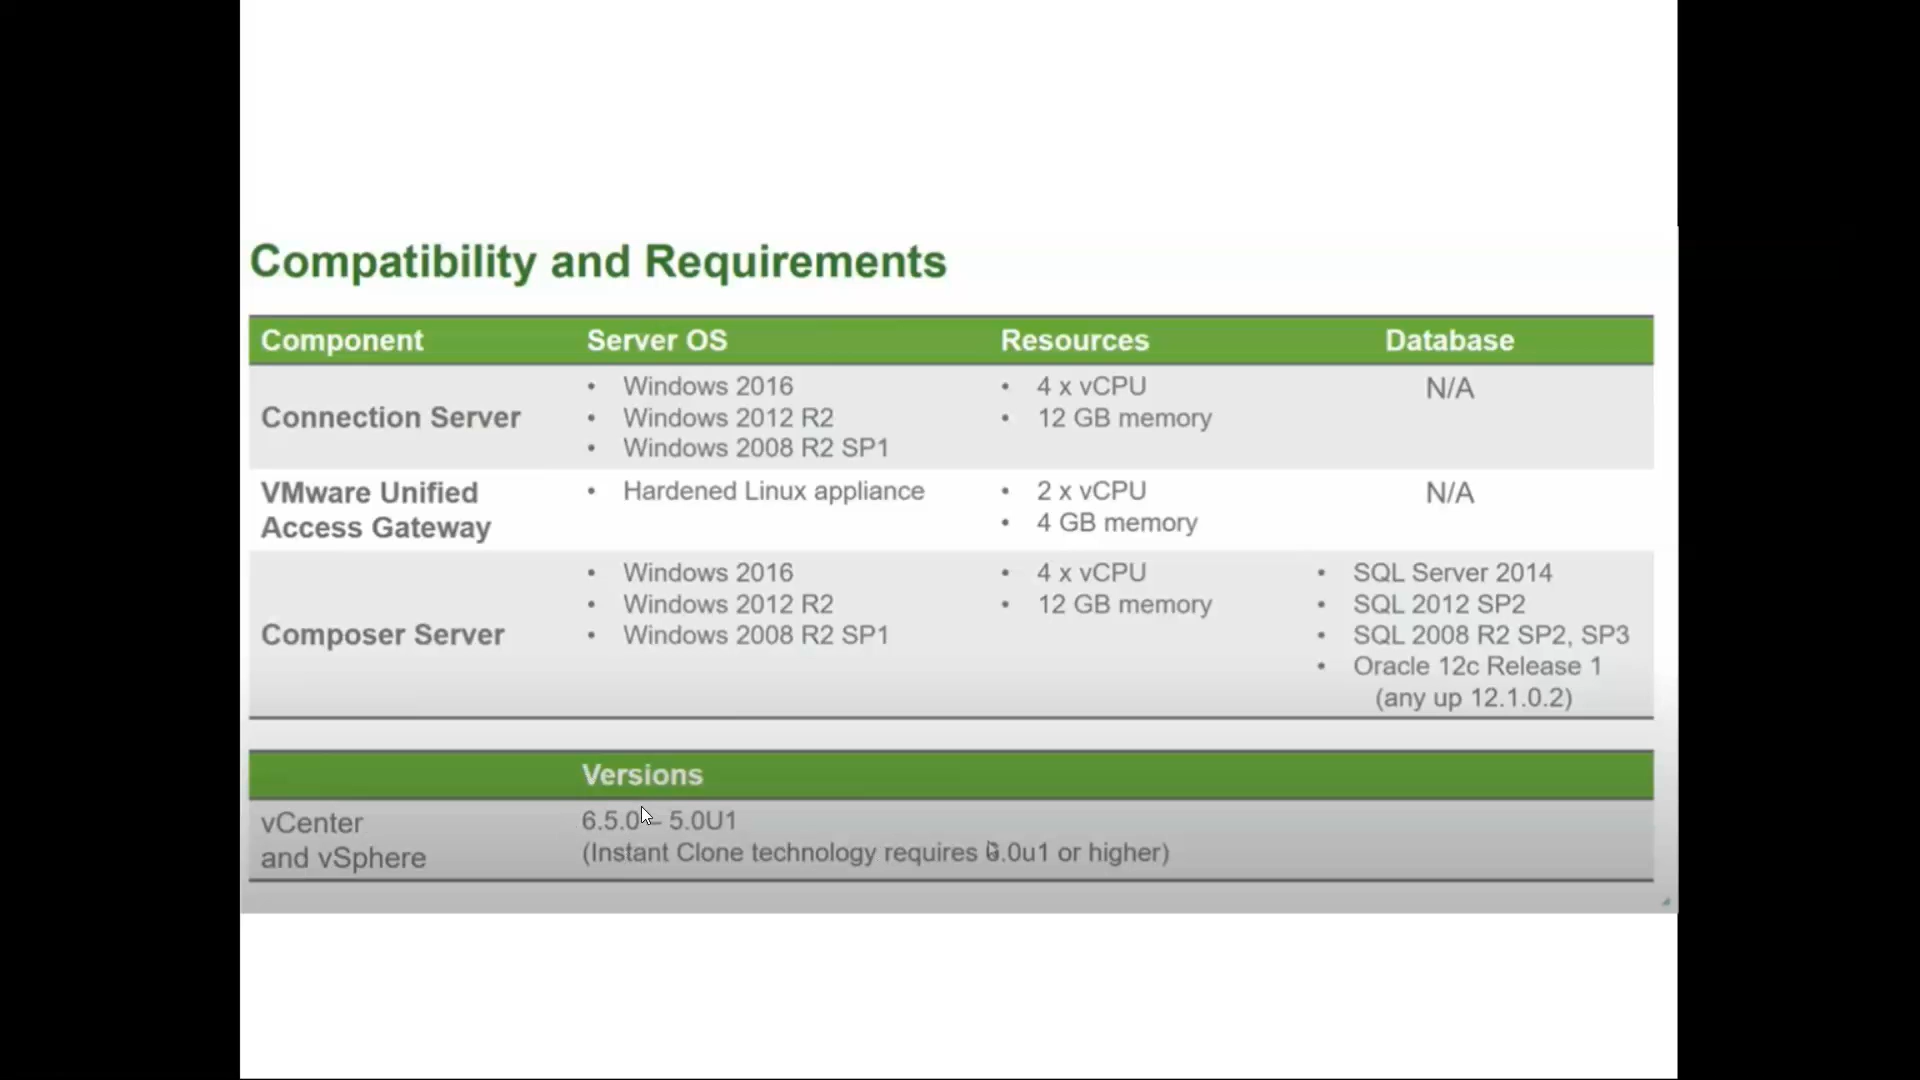 Compatibility and Requirements
Component Server OS Resources Database
Connection Server
• Windows 2016
• Windows 2012 R2
• Windows 2008 R2 SP1
• 4 x vCPU
• 12 GB memory
N/A
VMware Unified
Access Gateway
• Hardened Linux appliance
• 2 x vCPU
• 4 GB memory
N/A
Composer Server
• Windows 2016
• Windows 2012 R2
• Windows 2008 R2 SP1
• 4 x vCPU
• 12 GB memory
• SQL Server 2014
• SQL 2012 SP2
• SQL 2008 R2 SP2, SP3
• Oracle 12c Release 1
(any up 12.1.0.2)
Versions
vCenter
and vSphere
6.5.0 – 5.0U1
(Instant Clone technology requires 6.0u1 or higher)